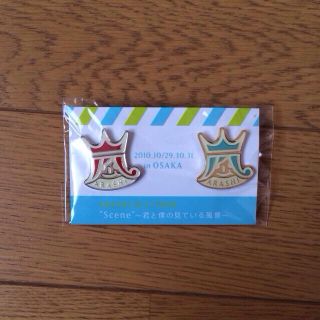 2010.10/29.30.31
in OSAKA
嵐
ARASHI
嵐
ARASHI
"Scene"~君と僕の見ている風景~